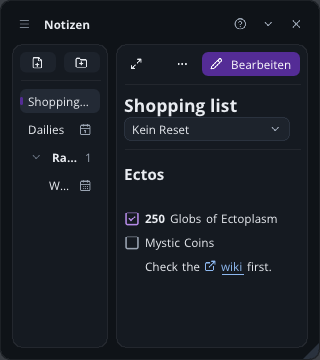 Notizen
Bearbeiten
Shopping...
Dailies
Ra... 1
W...
Shopping list
Kein Reset
Ectos
250 Globs of Ectoplasm
Mystic Coins
Check the wiki first.